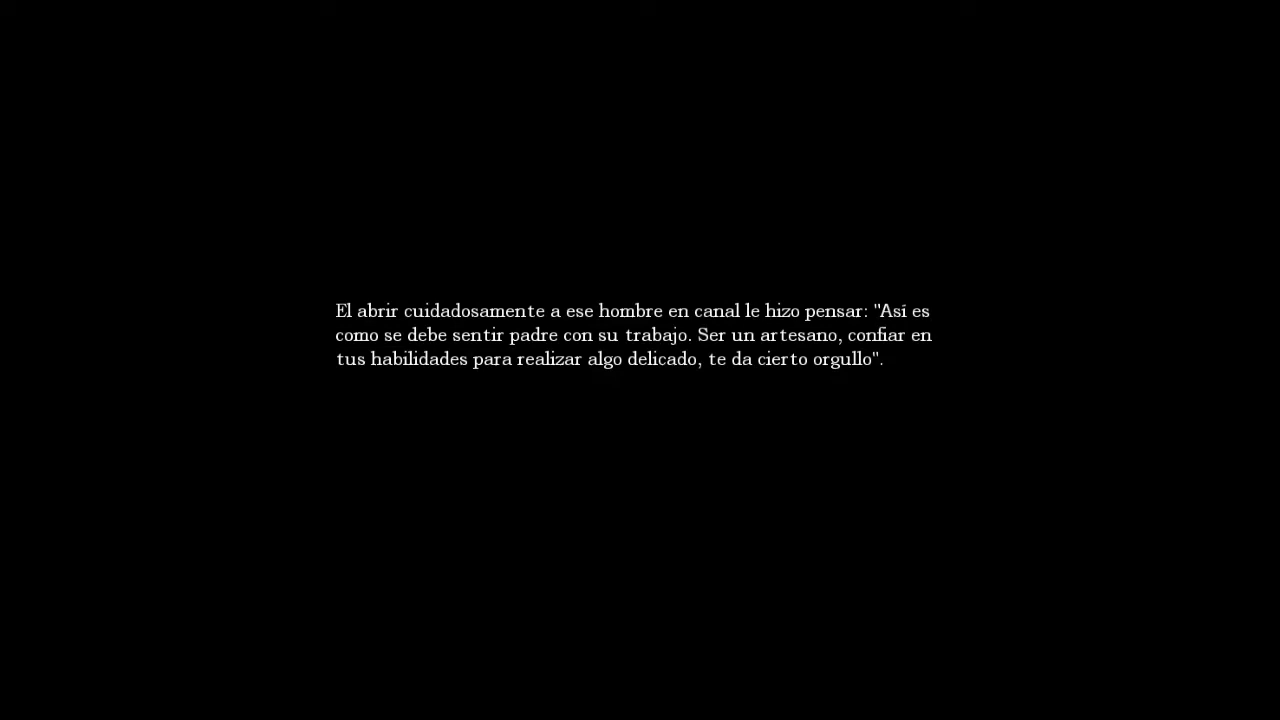 El abrir cuidadosamente a ese hombre en canal le hizo pensar: "Así es
como se debe sentir padre con su trabajo. Ser un artesano, confiar en
tus habilidades para realizar algo delicado, te da cierto orgullo".